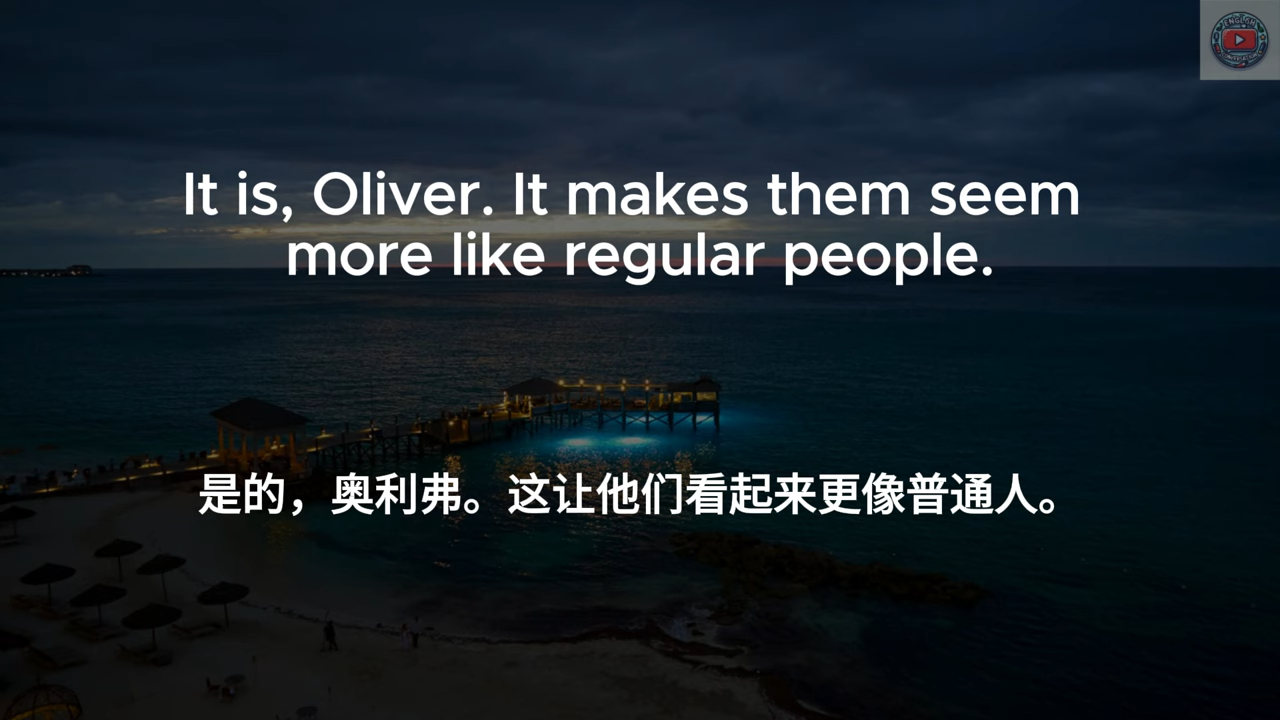 It is, Oliver. It makes them seem
more like regular people.
是的，奥利弗。这让他们看起来更像普通人。